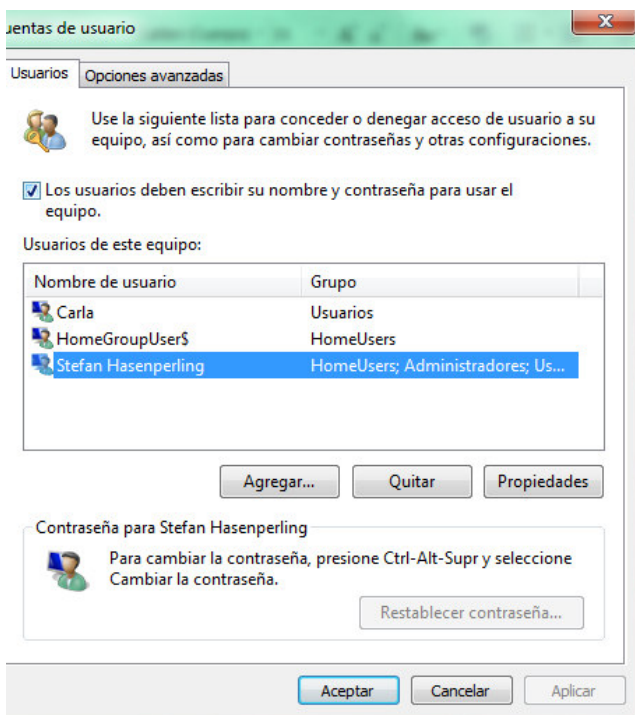 uentas de usuario
Usuarios Opciones avanzadas
Use la siguiente lista para conceder o denegar acceso de usuario a su
equipo, así como para cambiar contraseñas y otras configuraciones.
Los usuarios deben escribir su nombre y contraseña para usar el
equipo.
Usuarios de este equipo:
Nombre de usuario Grupo
Carla Usuarios
HomeGroupUser$ HomeUsers
Stefan Hasenperling HomeUsers; Administradores; Us...
Agregar... Quitar Propiedades
Contraseña para Stefan Hasenperling
Para cambiar la contraseña, presione Ctrl-Alt-Supr y seleccione
Cambiar la contraseña.
Restablecer contraseña...
Aceptar Cancelar Aplicar